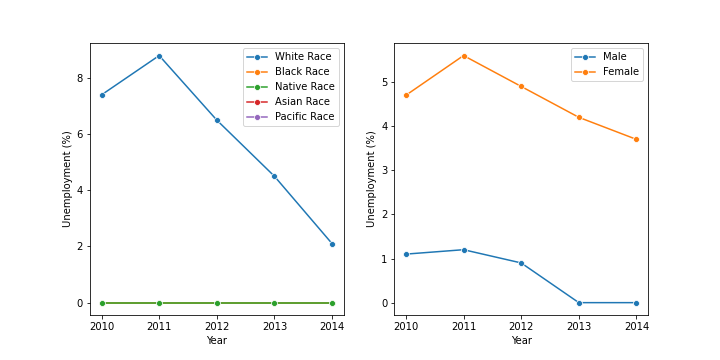 Unemployment (%)
8
6
4
2
0
2010 2011 2012 2013 2014
Year
White Race
Black Race
Native Race
Asian Race
Pacific Race
Unemployment (%)
5
4
3
2
1
0
2010 2011 2012 2013 2014
Year
Male
Female